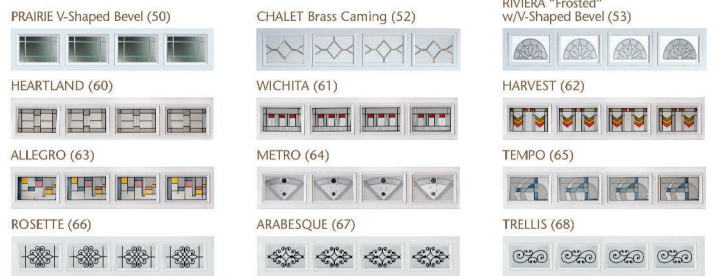 PRAIRIE V-Shaped Bevel (50)
CHALET Brass Caming (52)
RIVIERA "Frosted"
w/V-Shaped Bevel (53)
HEARTLAND (60)
WICHITA (61)
HARVEST (62)
ALLEGRO (63)
METRO (64)
TEMPO (65)
ROSETTE (66)
ARABESQUE (67)
TRELLIS (68)